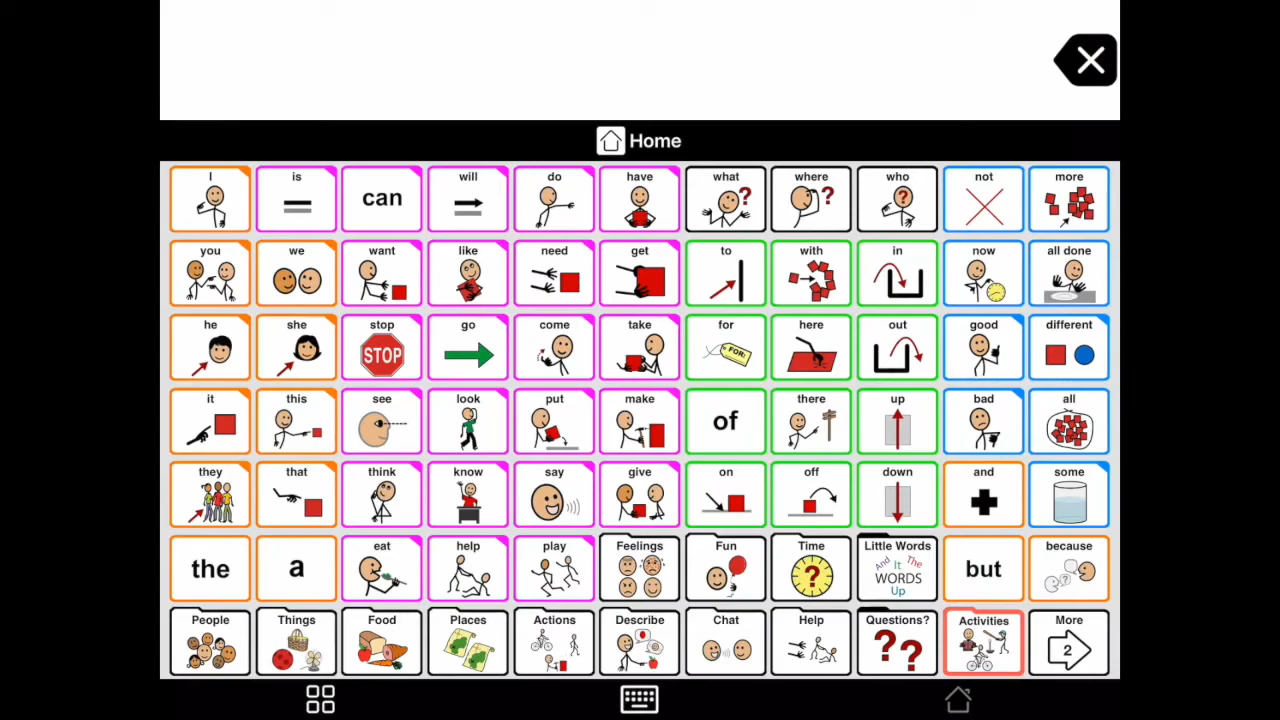 Home
I is can will do have what where who not more
you we want like need get to with in now all done
he she stop go come take for here out good different
STOP
FOR:
it this see look put make of there up bad all
they that think know say give on off down and some
the a eat help play Feelings Fun Time Little Words but because
And It The
WORDS
Up
People Things Food Places Actions Describe Chat Help Questions? Activities More
2